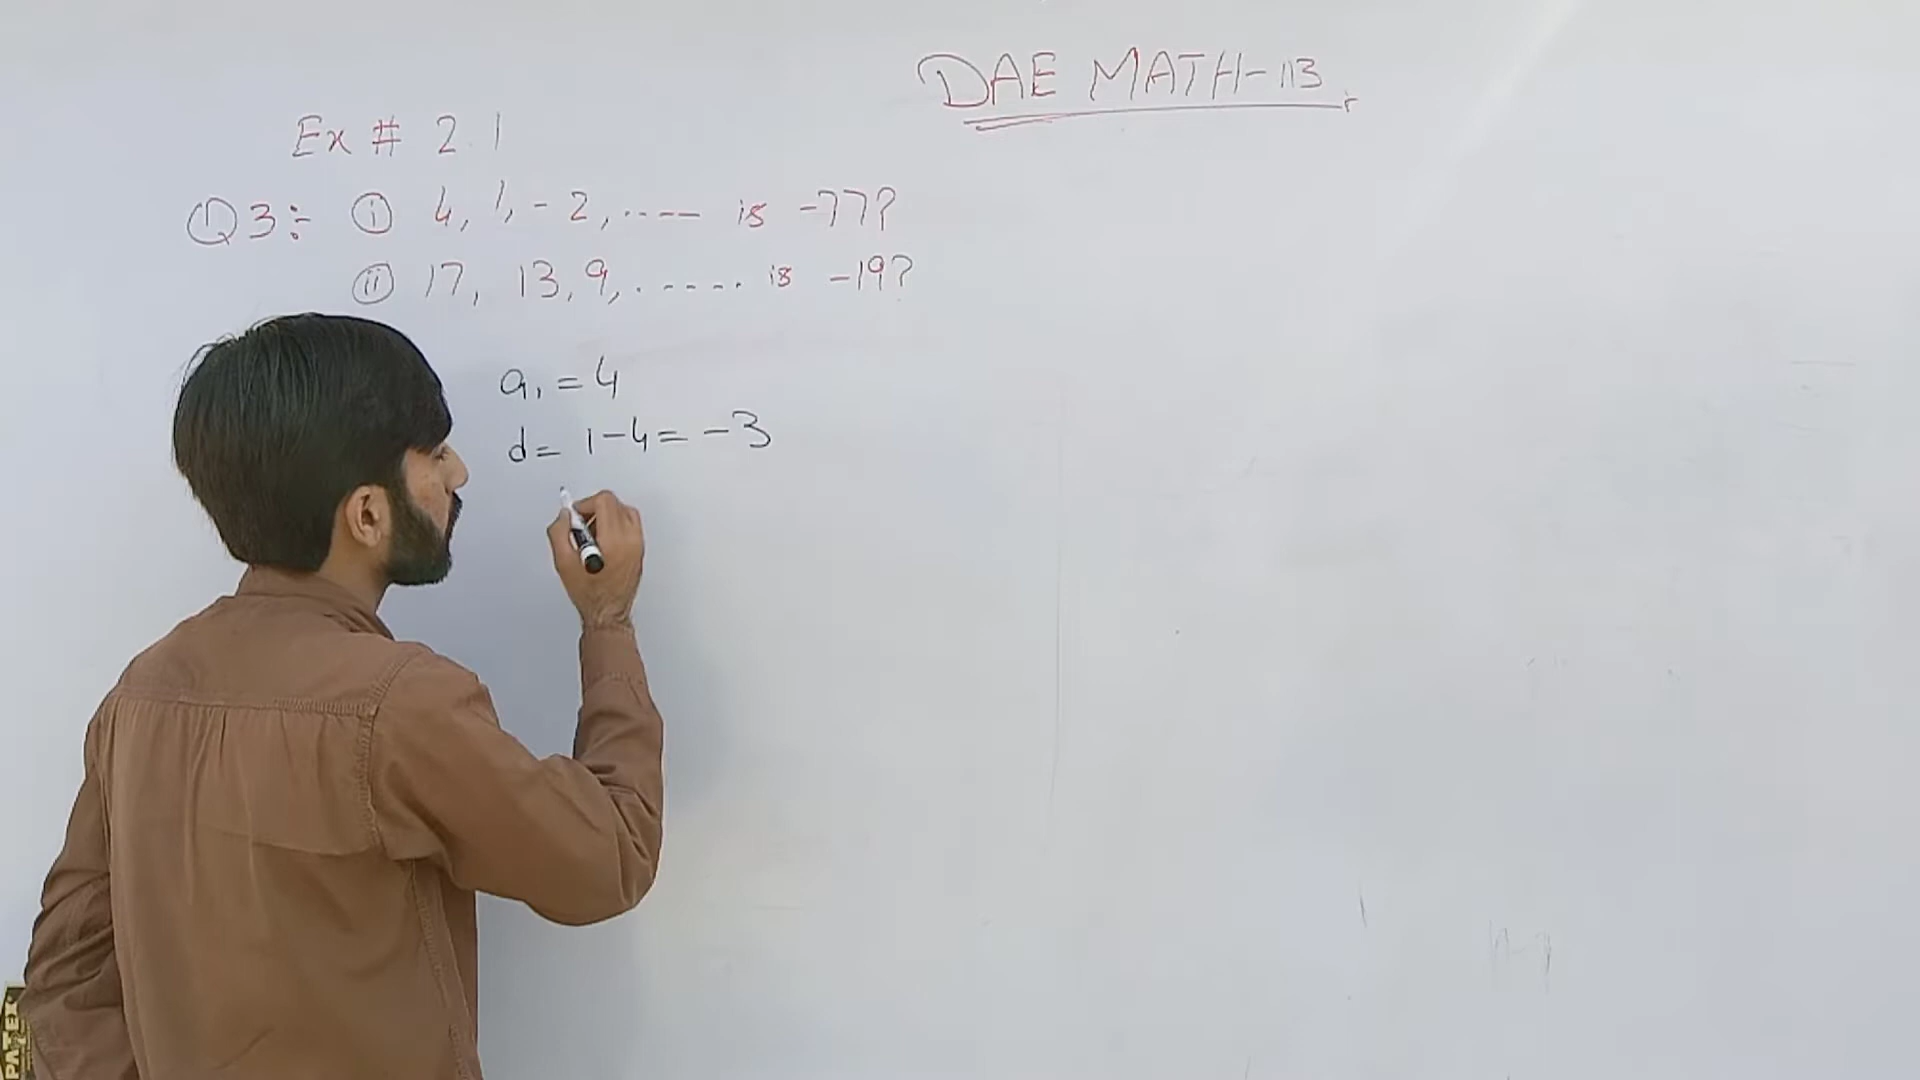 DAE MATH-113
Ex # 2.1
Q3:- (i) 4, 1, -2, ..... is -77?
(ii) 17, 13, 9, ...... is -19?
a₁ = 4
d = 1-4 = -3
PATEX